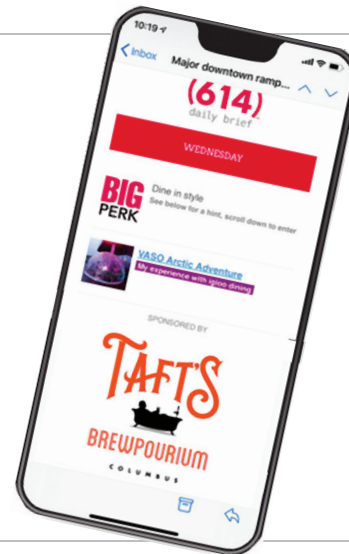 10:19
Inbox
Major downtown ramp...
(614)
daily brief
WEDNESDAY
BIG
PERK
Dine in style
See below for a hint, scroll down to enter
VASO Arctic Adventure
My experience with igloo dining
SPONSORED BY
TAFT'S
BREWPOURIUM
COLUMBUS